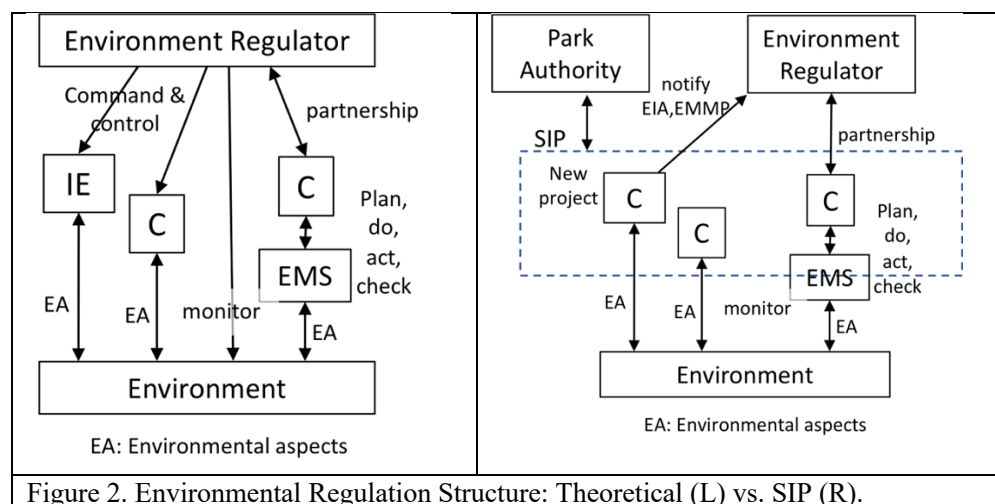 Environment Regulator
Command &
control
partnership
IE
C
C
Plan,
do,
act,
check
EMS
EA
EA
monitor
EA
Environment
EA: Environmental aspects
Park
Authority
Environment
Regulator
notify
EIA,EMMP
SIP
partnership
New
project
C
C
C
Plan,
do,
act,
check
EMS
EA
EA
monitor
EA
Environment
EA: Environmental aspects
Figure 2. Environmental Regulation Structure: Theoretical (L) vs. SIP (R).